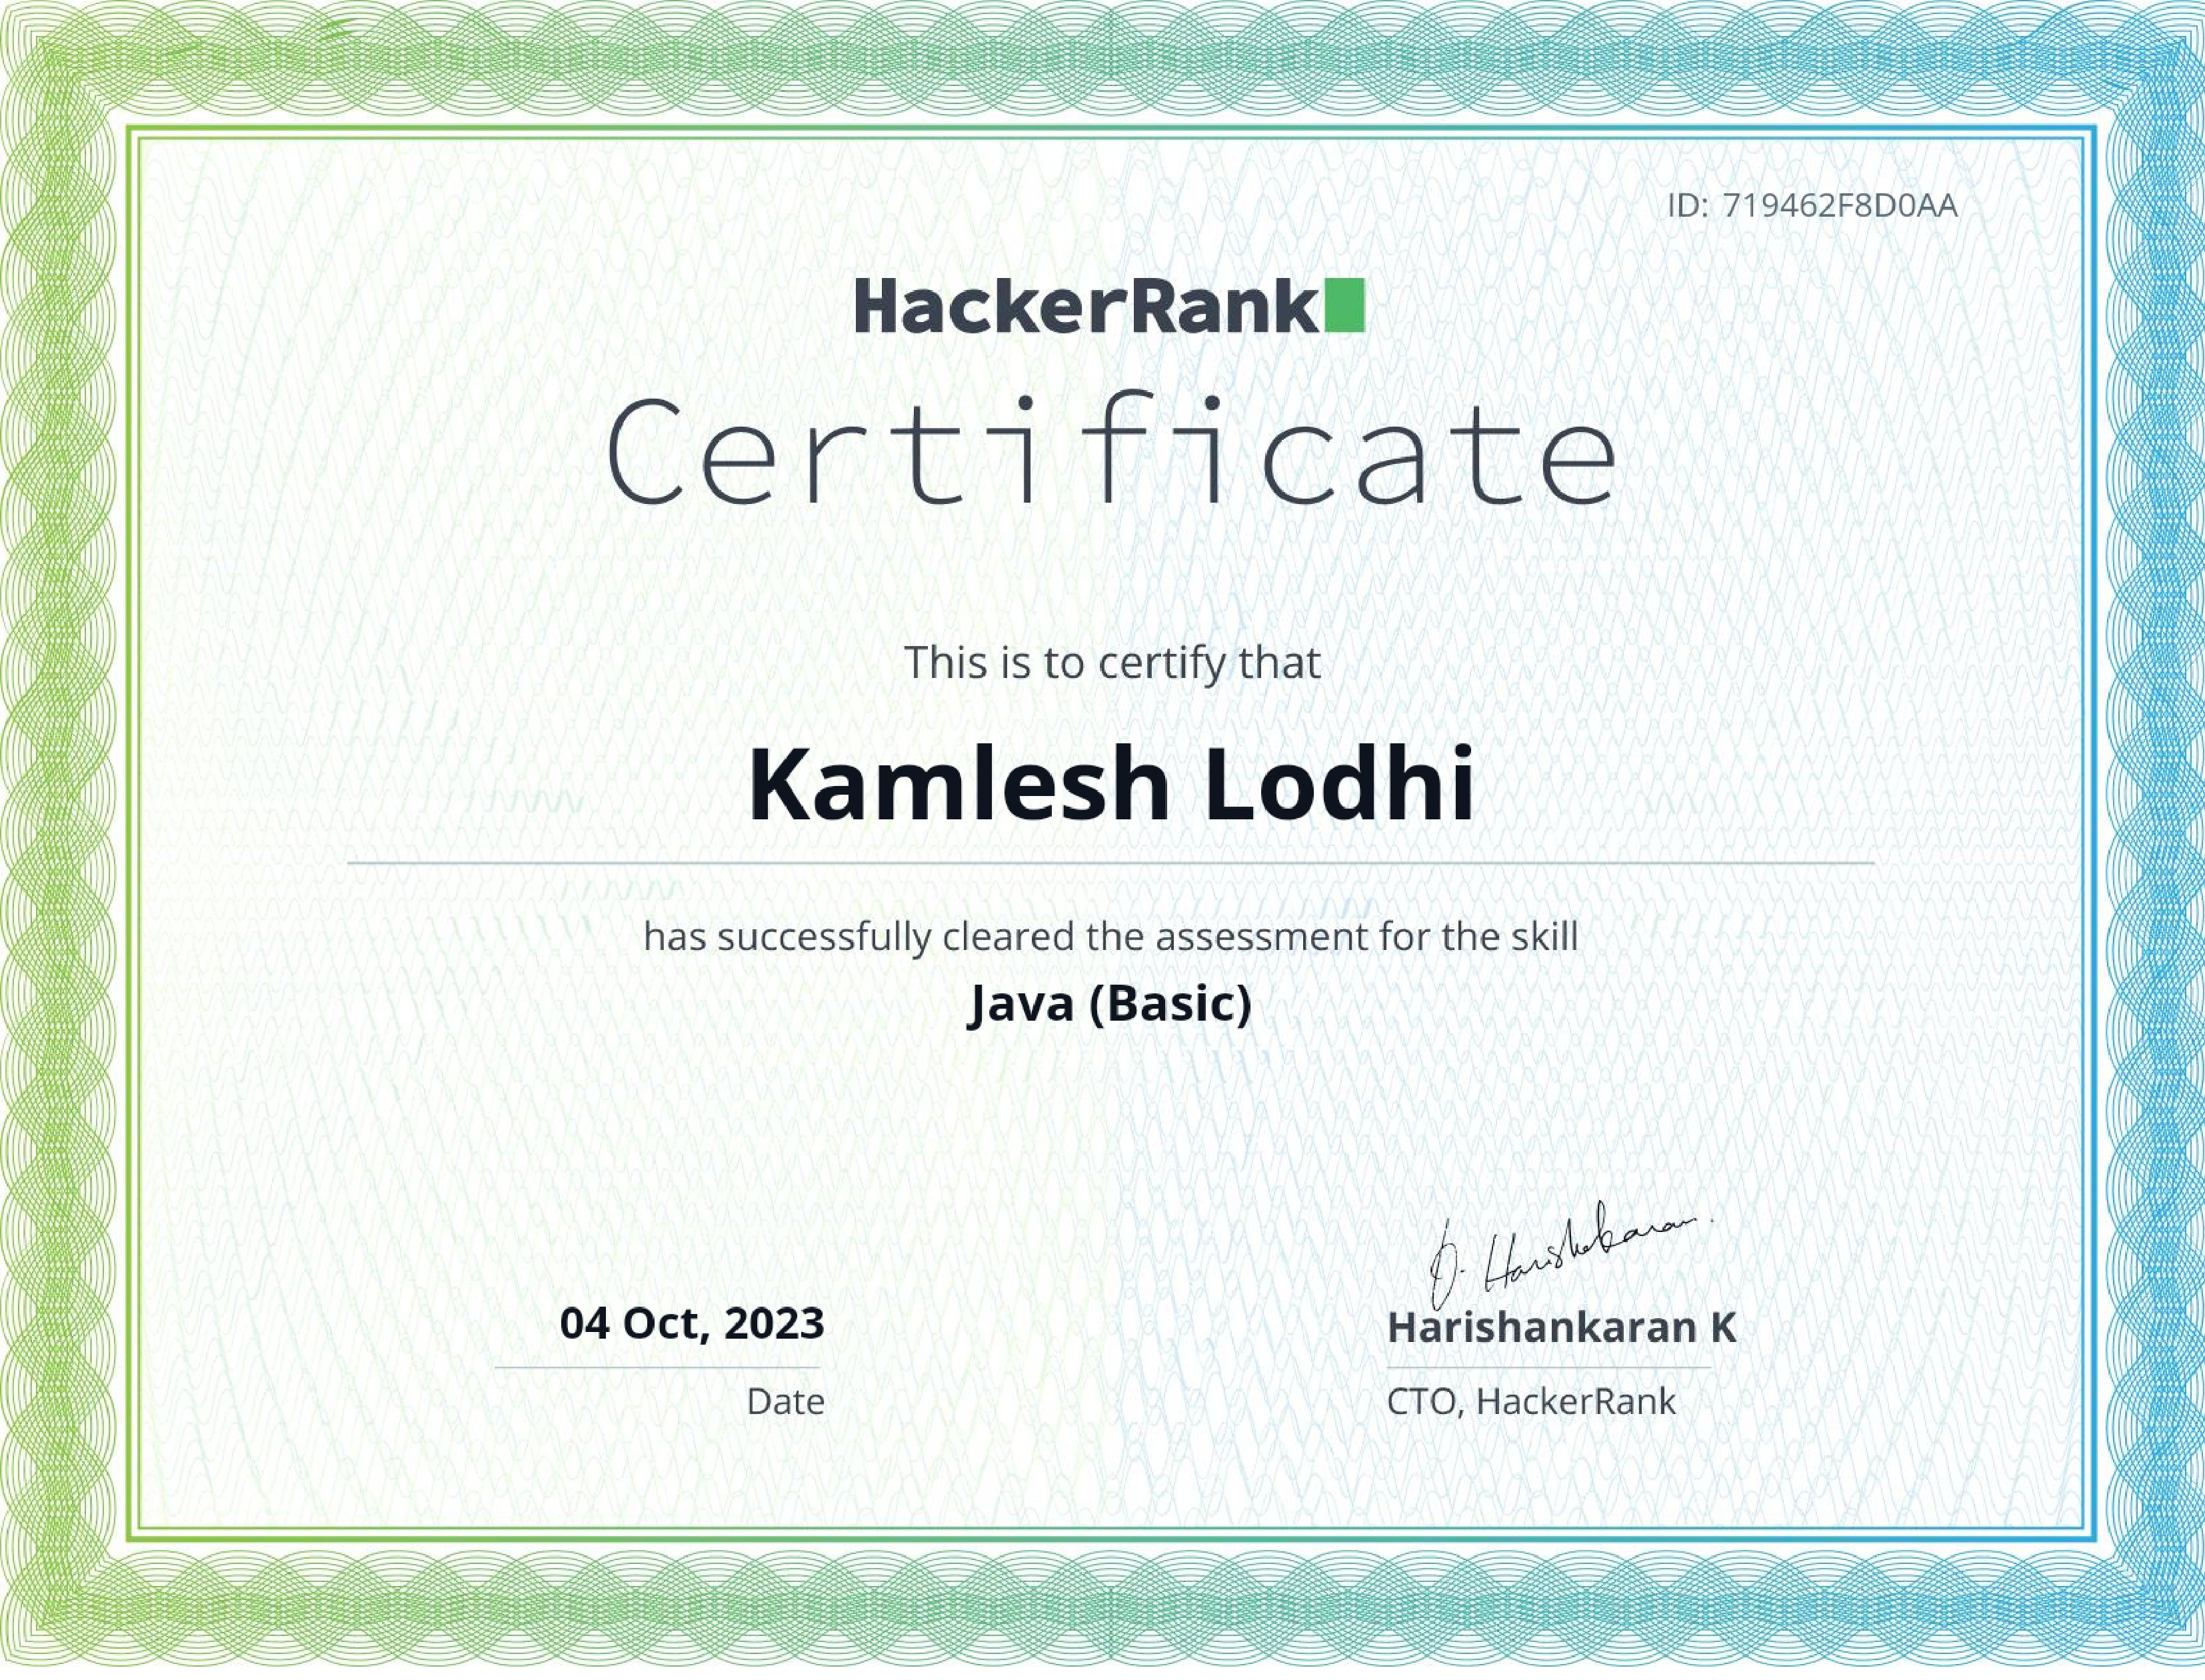 ID: 719462F8D0AA
HackerRank
Certificate
This is to certify that
Kamlesh Lodhi
has successfully cleared the assessment for the skill
Java (Basic)
D. Harishankaran.
04 Oct, 2023
Harishankaran K
Date
CTO, HackerRank